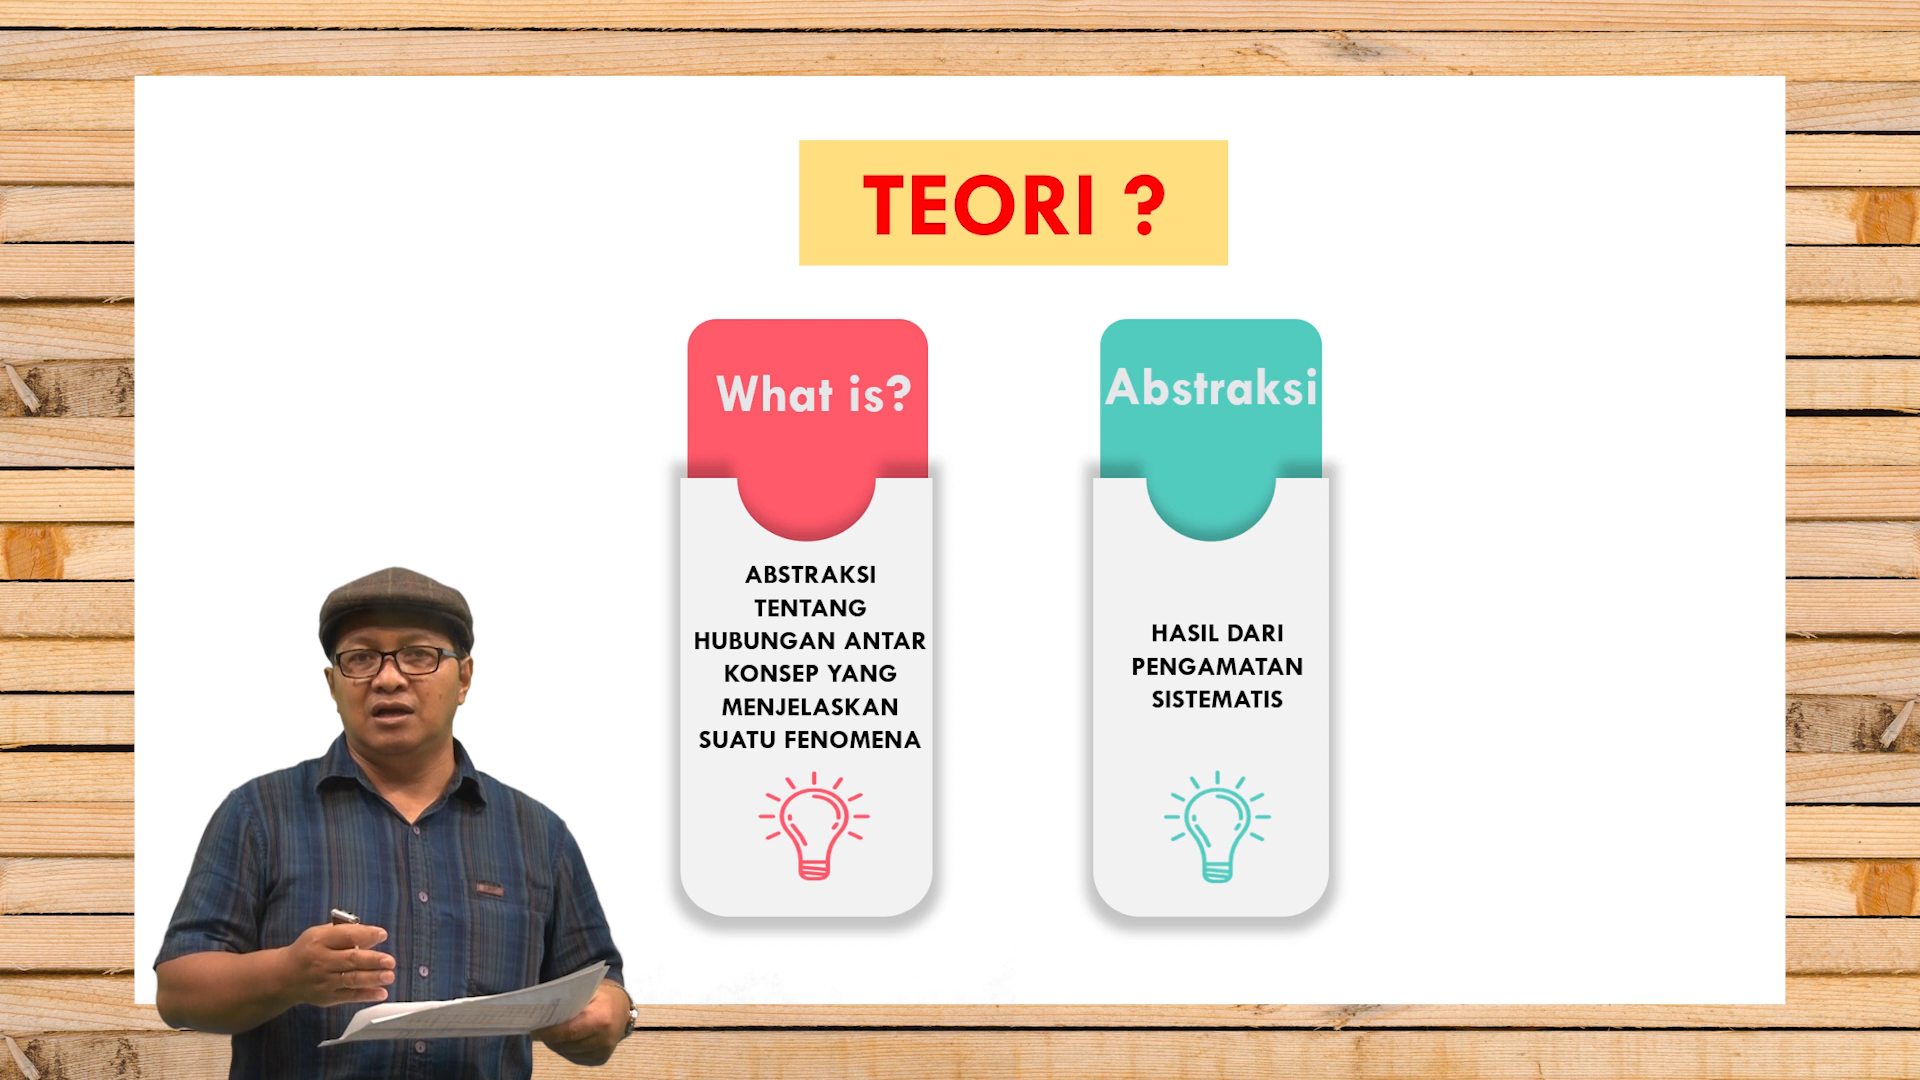 TEORI ?
What is?
ABSTRAKSI
TENTANG
HUBUNGAN ANTAR
KONSEP YANG
MENJELASKAN
SUATU FENOMENA
Abstraksi
HASIL DARI
PENGAMATAN
SISTEMATIS